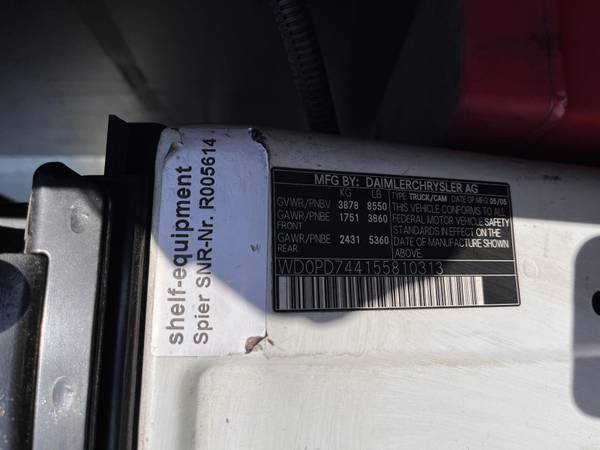 shelf-equipment
Spier SNR-Nr. R005614
MFG BY: DAIMLERCHRYSLER AG
KG LB
GVWR/PNBV 3878 8550
GAWR/PNBE 1751 3860
FRONT
GAWR/PNBE 2431 5360
REAR
TYPE TRUCK/CAM DATE OF MFG. 05/05
THIS VEHICLE CONFORMS TO ALL
FEDERAL MOTOR VEHICLE SAFETY
STANDARDS IN EFFECT ON THE
DATE OF MANUFACTURE SHOWN
ABOVE.
WD0PD744155810313